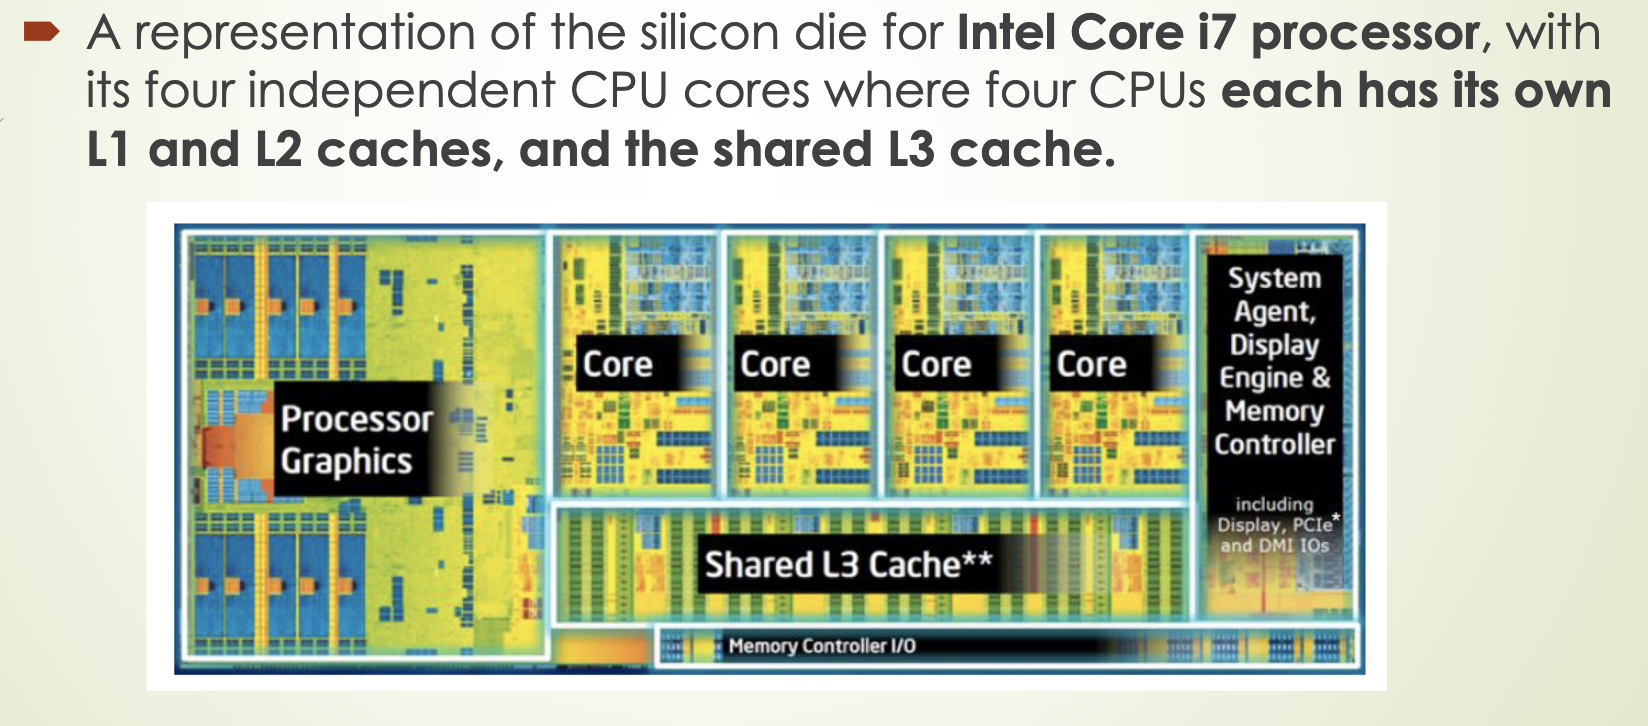 A representation of the silicon die for Intel Core i7 processor, with
its four independent CPU cores where four CPUs each has its own
L1 and L2 caches, and the shared L3 cache.
Processor
Graphics
Core
Core
Core
Core
System
Agent,
Display
Engine &
Memory
Controller
including
Display, PCIe*
and DMI IOs
Shared L3 Cache**
Memory Controller I/O